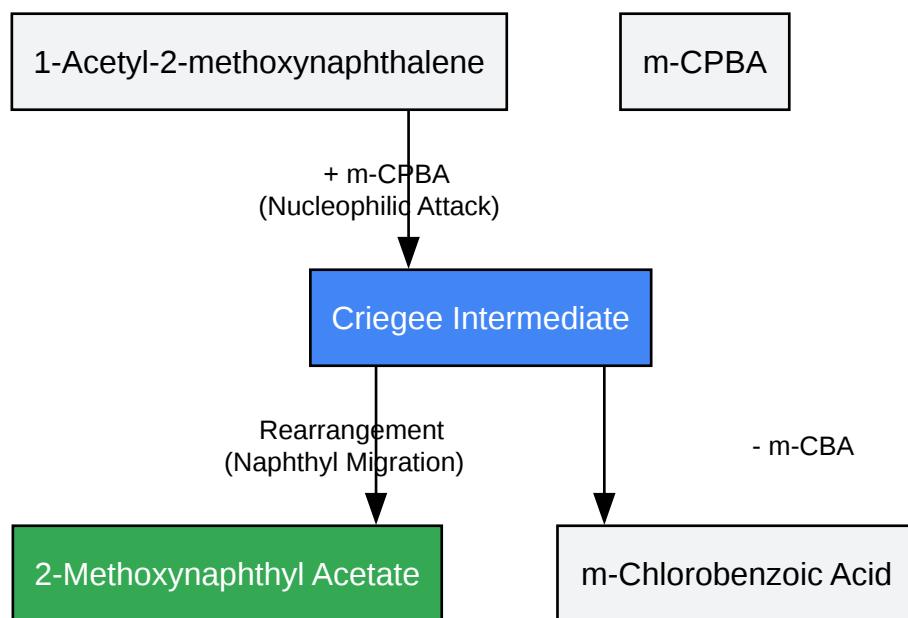 1-Acetyl-2-methoxynaphthalene
m-CPBA
+ m-CPBA
(Nucleophilic Attack)
Criegee Intermediate
Rearrangement
(Naphthyl Migration)
- m-CBA
2-Methoxynaphthyl Acetate
m-Chlorobenzoic Acid